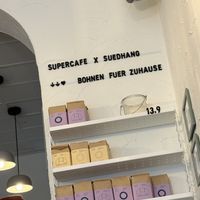 SUPERCAFE X SUEDHANG
↓↓♥ BOHNEN FUER ZUHAUSE
13.9